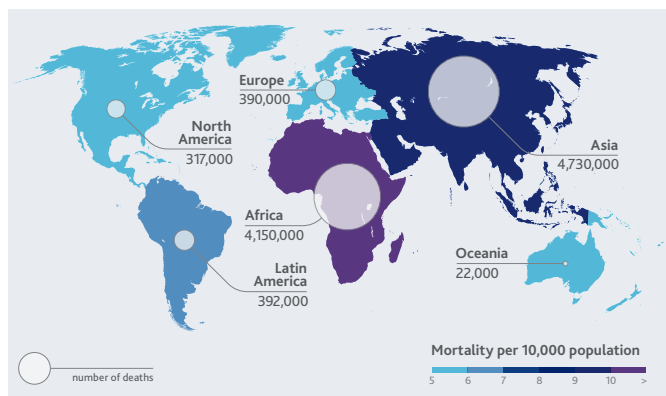 Europe
390,000
North
America
317,000
Asia
4,730,000
Africa
4,150,000
Latin
America
392,000
Oceania
22,000
number of deaths
Mortality per 10,000 population
5 6 7 8 9 10 >